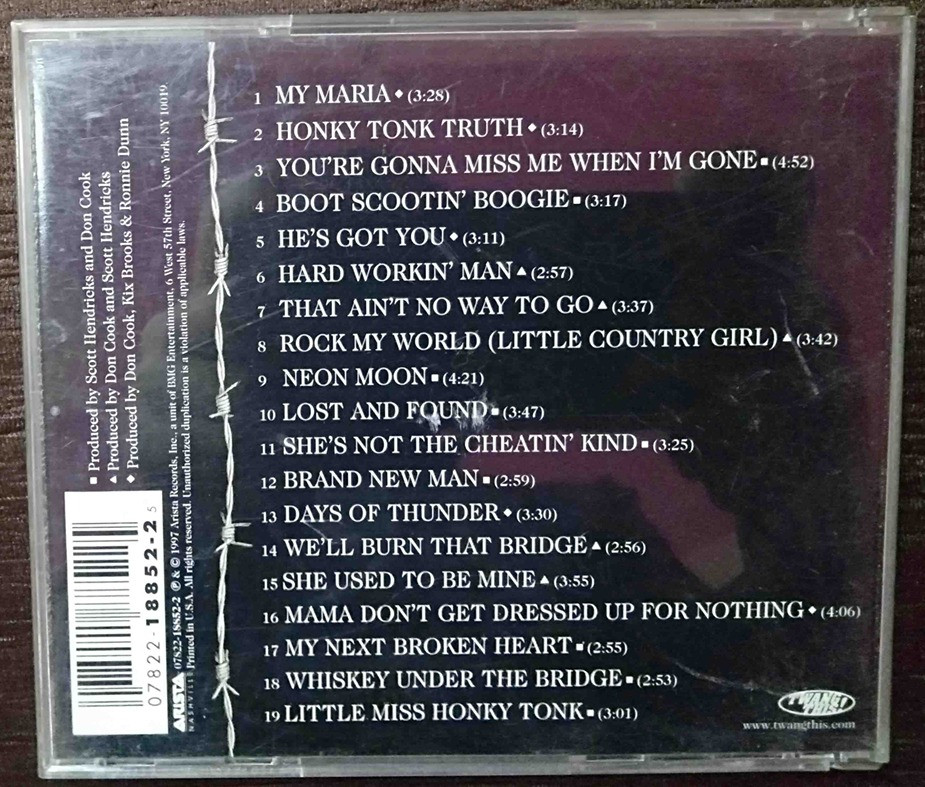 1 MY MARIA ◆ (3:28)
2 HONKY TONK TRUTH ◆ (3:14)
3 YOU'RE GONNA MISS ME WHEN I'M GONE ■ (4:52)
4 BOOT SCOOTIN' BOOGIE ■ (3:17)
5 HE'S GOT YOU ◆ (3:11)
6 HARD WORKIN' MAN ▲ (2:57)
7 THAT AIN'T NO WAY TO GO ▲ (3:37)
8 ROCK MY WORLD (LITTLE COUNTRY GIRL) ▲ (3:42)
9 NEON MOON ■ (4:21)
10 LOST AND FOUND ■ (3:47)
11 SHE'S NOT THE CHEATIN' KIND ■ (3:25)
12 BRAND NEW MAN ■ (2:59)
13 DAYS OF THUNDER ◆ (3:30)
14 WE'LL BURN THAT BRIDGE ▲ (2:56)
15 SHE USED TO BE MINE ▲ (3:55)
16 MAMA DON'T GET DRESSED UP FOR NOTHING ◆ (4:06)
17 MY NEXT BROKEN HEART ■ (2:55)
18 WHISKEY UNDER THE BRIDGE ■ (2:53)
19 LITTLE MISS HONKY TONK ■ (3:01)
■ Produced by Scott Hendricks and Don Cook
▲ Produced by Don Cook and Scott Hendricks
◆ Produced by Don Cook, Kix Brooks & Ronnie Dunn
07822-18852-2 5
ARISTA
NASHVILLE
07822-18852-2 ℗ & © 1997 Arista Records, Inc., a unit of BMG Entertainment, 6 West 57th Street, New York, NY 10019.
Printed in U.S.A. All rights reserved. Unauthorized duplication is a violation of applicable laws.
TWANG!
THIS!
www.twangthis.com